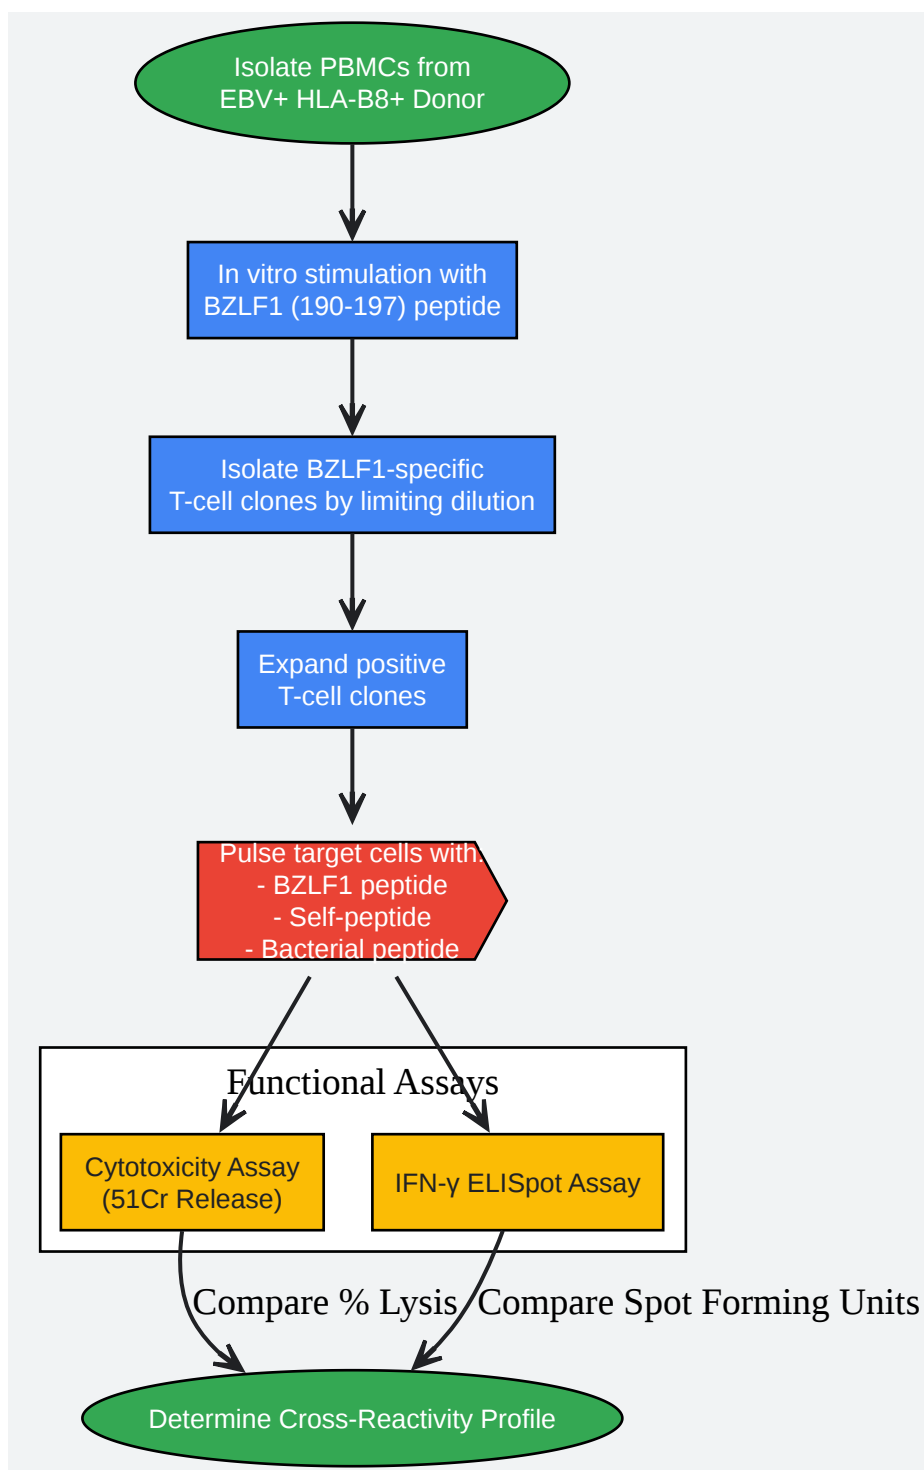 Isolate PBMCs from
EBV+ HLA-B8+ Donor
In vitro stimulation with
BZLF1 (190-197) peptide
Isolate BZLF1-specific
T-cell clones by limiting dilution
Expand positive
T-cell clones
Pulse target cells with:
- BZLF1 peptide
- Self-peptide
- Bacterial peptide
Functional Assays
Cytotoxicity Assay
(51Cr Release)
IFN-γ ELISpot Assay
Compare % Lysis
Compare Spot Forming Units
Determine Cross-Reactivity Profile